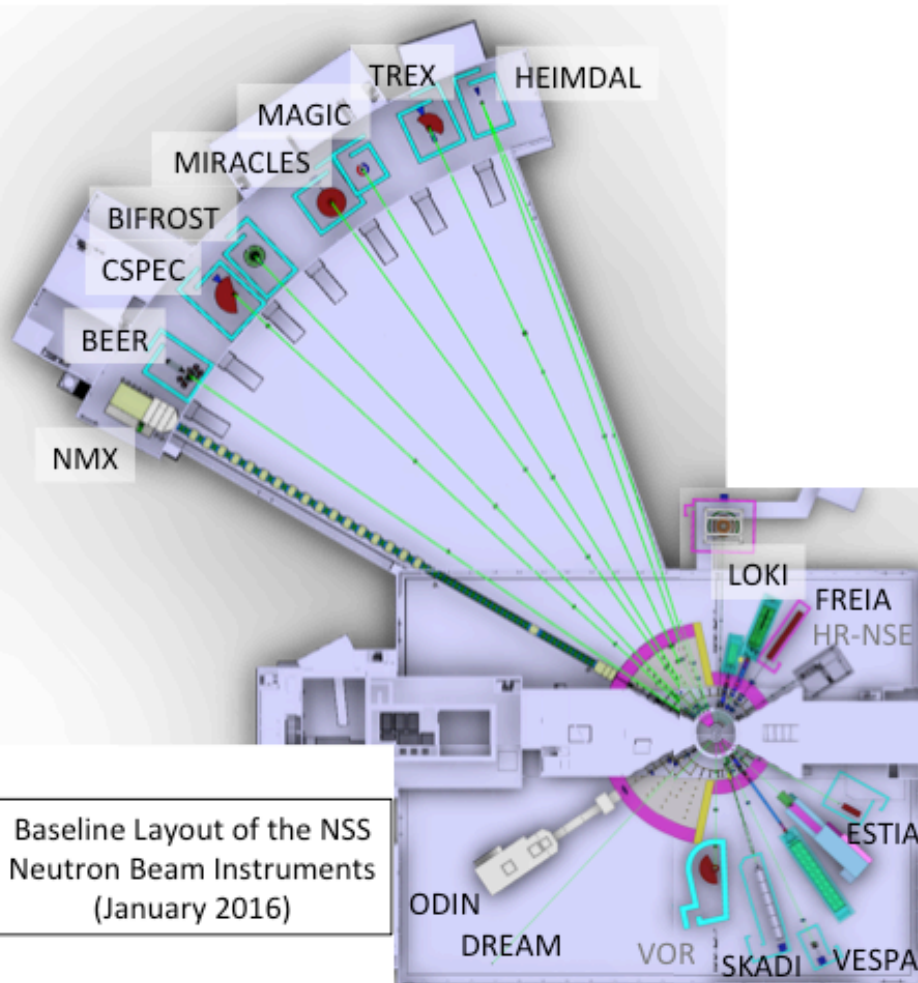 TREX
HEIMDAL
MAGIC
MIRACLES
BIFROST
CSPEC
BEER
NMX
LOKI
FREIA
HR-NSE
Baseline Layout of the NSS
Neutron Beam Instruments
(January 2016)
ESTIA
ODIN
DREAM
VOR
SKADI
VESPA